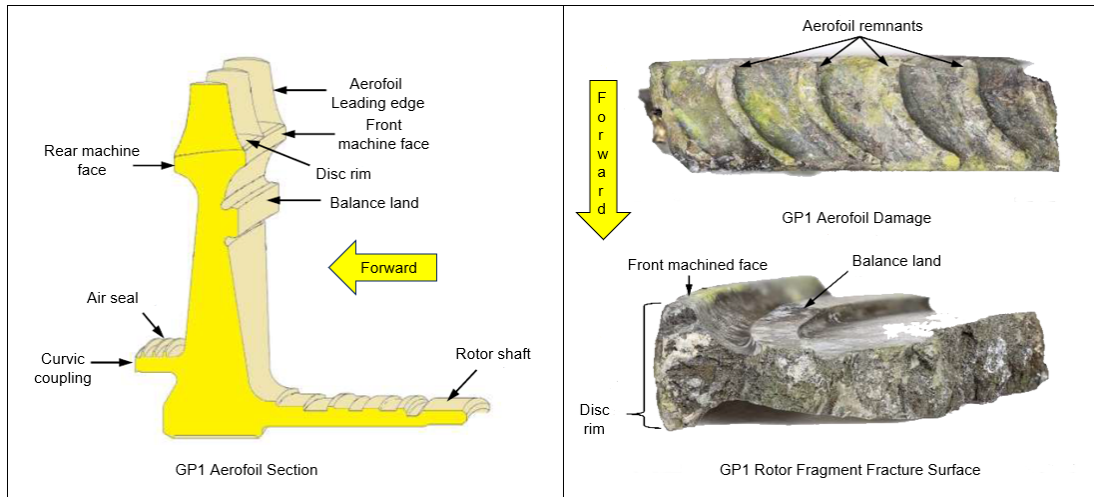 Aerofoil
Leading edge
Front
machine face
Rear machine
face
Disc rim
Balance land
Forward
Air seal
Curvic
coupling
Rotor shaft
GP1 Aerofoil Section
Aerofoil remnants
Forward
GP1 Aerofoil Damage
Front machined face
Balance land
Disc
rim
GP1 Rotor Fragment Fracture Surface